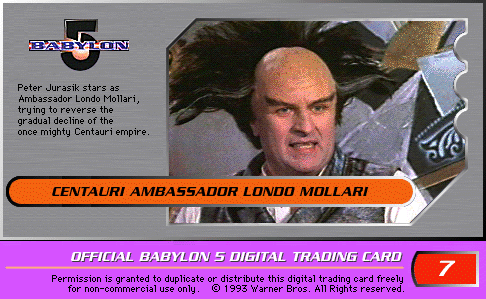 BABYLON 5
Peter Jurasik stars as
Ambassador Londo Mollari,
trying to reverse the
gradual decline of the
once mighty Centauri empire.
CENTAURI AMBASSADOR LONDO MOLLARI
OFFICIAL BABYLON 5 DIGITAL TRADING CARD
7
Permission is granted to duplicate or distribute this digital trading card freely
for non-commercial use only. © 1993 Warner Bros. All Rights reserved.